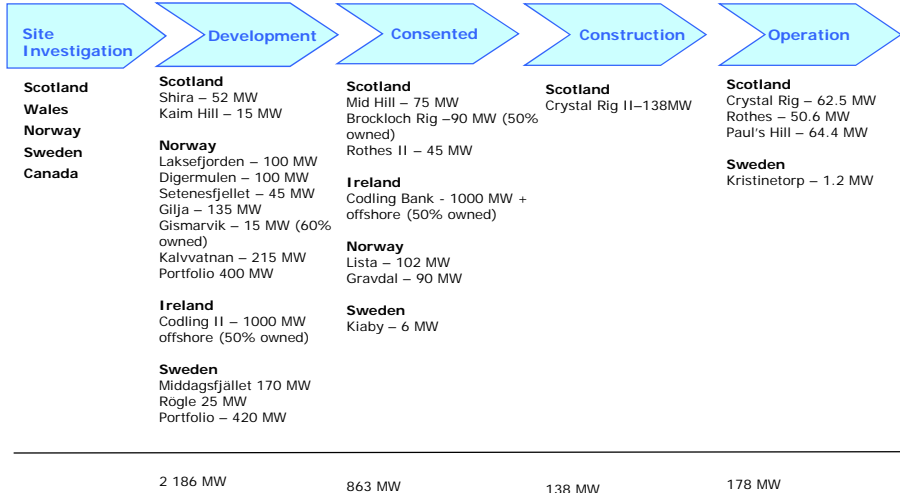 Site
Investigation
Development
Consented
Construction
Operation
Scotland
Wales
Norway
Sweden
Canada
Scotland
Shira – 52 MW
Kaim Hill – 15 MW
Norway
Laksefjorden – 100 MW
Digermulen – 100 MW
Setenesfjellet – 45 MW
Gilja – 135 MW
Gismarvik – 15 MW (60%
owned)
Kalvvatnan – 215 MW
Portfolio 400 MW
Ireland
Codling II – 1000 MW
offshore (50% owned)
Sweden
Middagsfjället 170 MW
Rögle 25 MW
Portfolio – 420 MW
Scotland
Mid Hill – 75 MW
Brockloch Rig –90 MW (50%
owned)
Rothes II – 45 MW
Ireland
Codling Bank - 1000 MW +
offshore (50% owned)
Norway
Lista – 102 MW
Gravdal – 90 MW
Sweden
Kiaby – 6 MW
Scotland
Crystal Rig II–138MW
Scotland
Crystal Rig – 62.5 MW
Rothes – 50.6 MW
Paul's Hill – 64.4 MW
Sweden
Kristinetorp – 1.2 MW
2 186 MW
863 MW
138 MW
178 MW